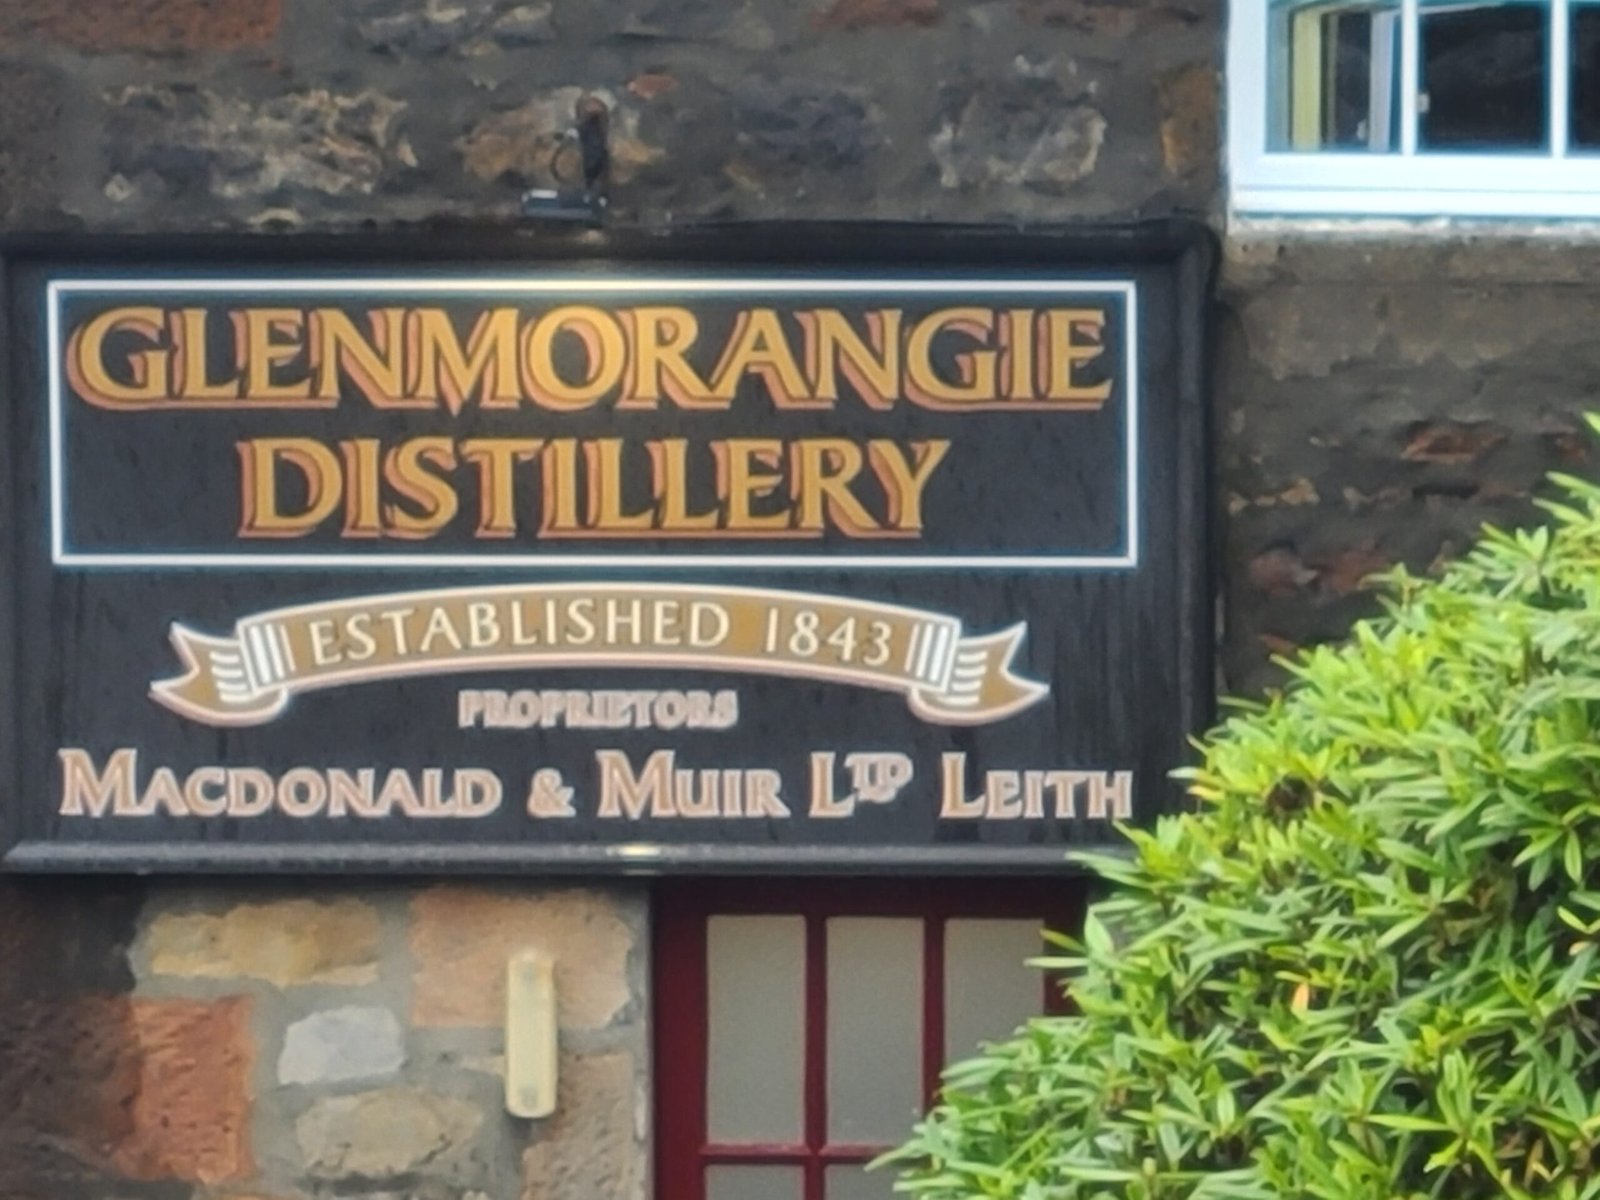 GLENMORANGIE
DISTILLERY
ESTABLISHED 1843
PROPRIETORS
MACDONALD & MUIR LTD LEITH